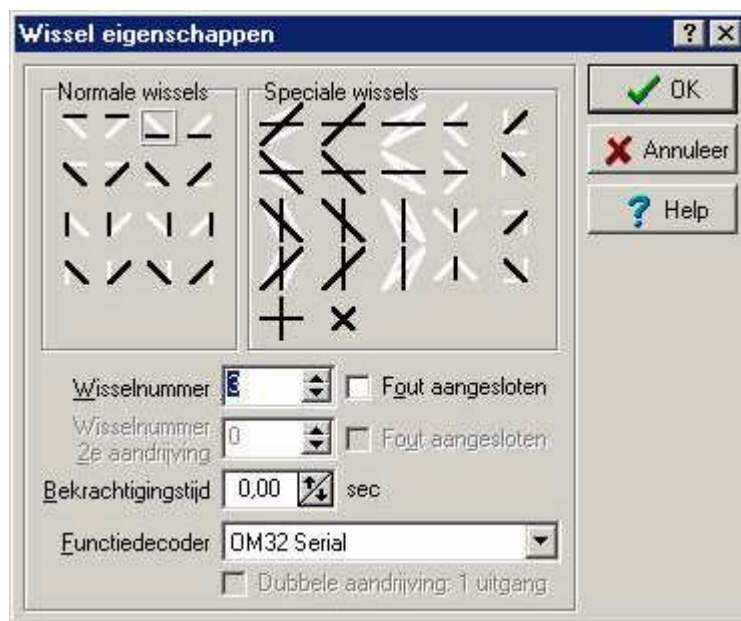 Wissel eigenschappen
Normale wissels
Speciale wissels
OK
Annuleer
Help
Wisselnummer 3 Fout aangesloten
Wisselnummer
2e aandrijving 0 Fout aangesloten
Bekrachtigingstijd 0,00 sec
Functiedecoder OM32 Serial
Dubbele aandrijving: 1 uitgang